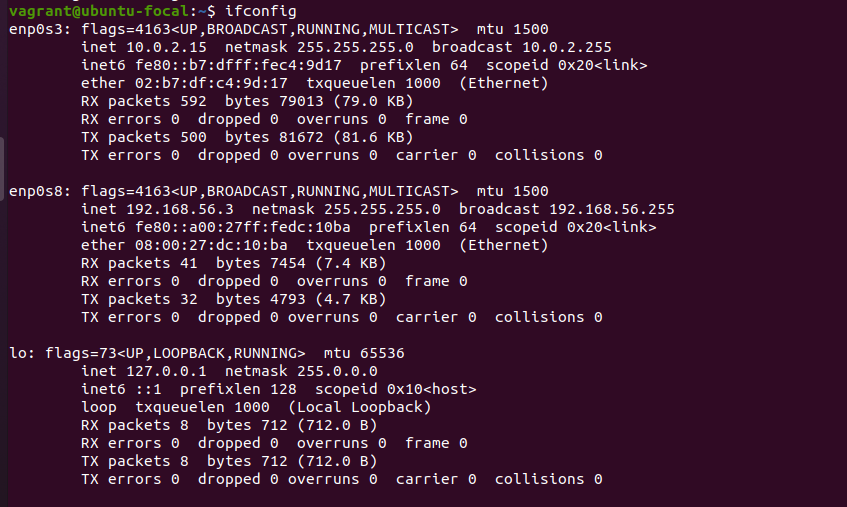 vagrant@ubuntu-focal:~$ ifconfig
enp0s3: flags=4163<UP,BROADCAST,RUNNING,MULTICAST>  mtu 1500
        inet 10.0.2.15  netmask 255.255.255.0  broadcast 10.0.2.255
        inet6 fe80::b7:dfff:fec4:9d17  prefixlen 64  scopeid 0x20<link>
        ether 02:b7:df:c4:9d:17  txqueuelen 1000  (Ethernet)
        RX packets 592  bytes 79013 (79.0 KB)
        RX errors 0  dropped 0  overruns 0  frame 0
        TX packets 500  bytes 81672 (81.6 KB)
        TX errors 0  dropped 0 overruns 0  carrier 0  collisions 0

enp0s8: flags=4163<UP,BROADCAST,RUNNING,MULTICAST>  mtu 1500
        inet 192.168.56.3  netmask 255.255.255.0  broadcast 192.168.56.255
        inet6 fe80::a00:27ff:fedc:10ba  prefixlen 64  scopeid 0x20<link>
        ether 08:00:27:dc:10:ba  txqueuelen 1000  (Ethernet)
        RX packets 41  bytes 7454 (7.4 KB)
        RX errors 0  dropped 0  overruns 0  frame 0
        TX packets 32  bytes 4793 (4.7 KB)
        TX errors 0  dropped 0 overruns 0  carrier 0  collisions 0

lo: flags=73<UP,LOOPBACK,RUNNING>  mtu 65536
        inet 127.0.0.1  netmask 255.0.0.0
        inet6 ::1  prefixlen 128  scopeid 0x10<host>
        loop  txqueuelen 1000  (Local Loopback)
        RX packets 8  bytes 712 (712.0 B)
        RX errors 0  dropped 0  overruns 0  frame 0
        TX packets 8  bytes 712 (712.0 B)
        TX errors 0  dropped 0 overruns 0  carrier 0  collisions 0